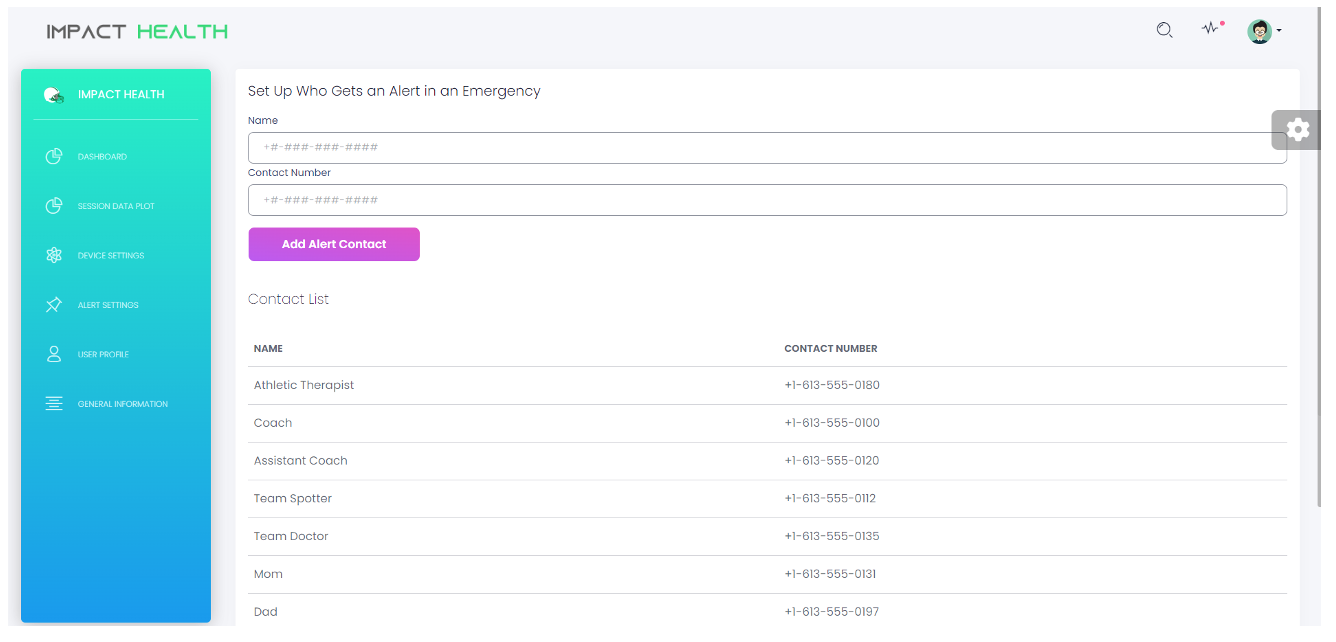 IMPACT HEALTH
IMPACT HEALTH
DASHBOARD
SESSION DATA PLOT
DEVICE SETTINGS
ALERT SETTINGS
USER PROFILE
GENERAL INFORMATION
Set Up Who Gets an Alert in an Emergency
Name
+#-###-###-####
Contact Number
+#-###-###-####
Add Alert Contact
Contact List
NAME CONTACT NUMBER
Athletic Therapist +1-613-555-0180
Coach +1-613-555-0100
Assistant Coach +1-613-555-0120
Team Spotter +1-613-555-0112
Team Doctor +1-613-555-0135
Mom +1-613-555-0131
Dad +1-613-555-0197